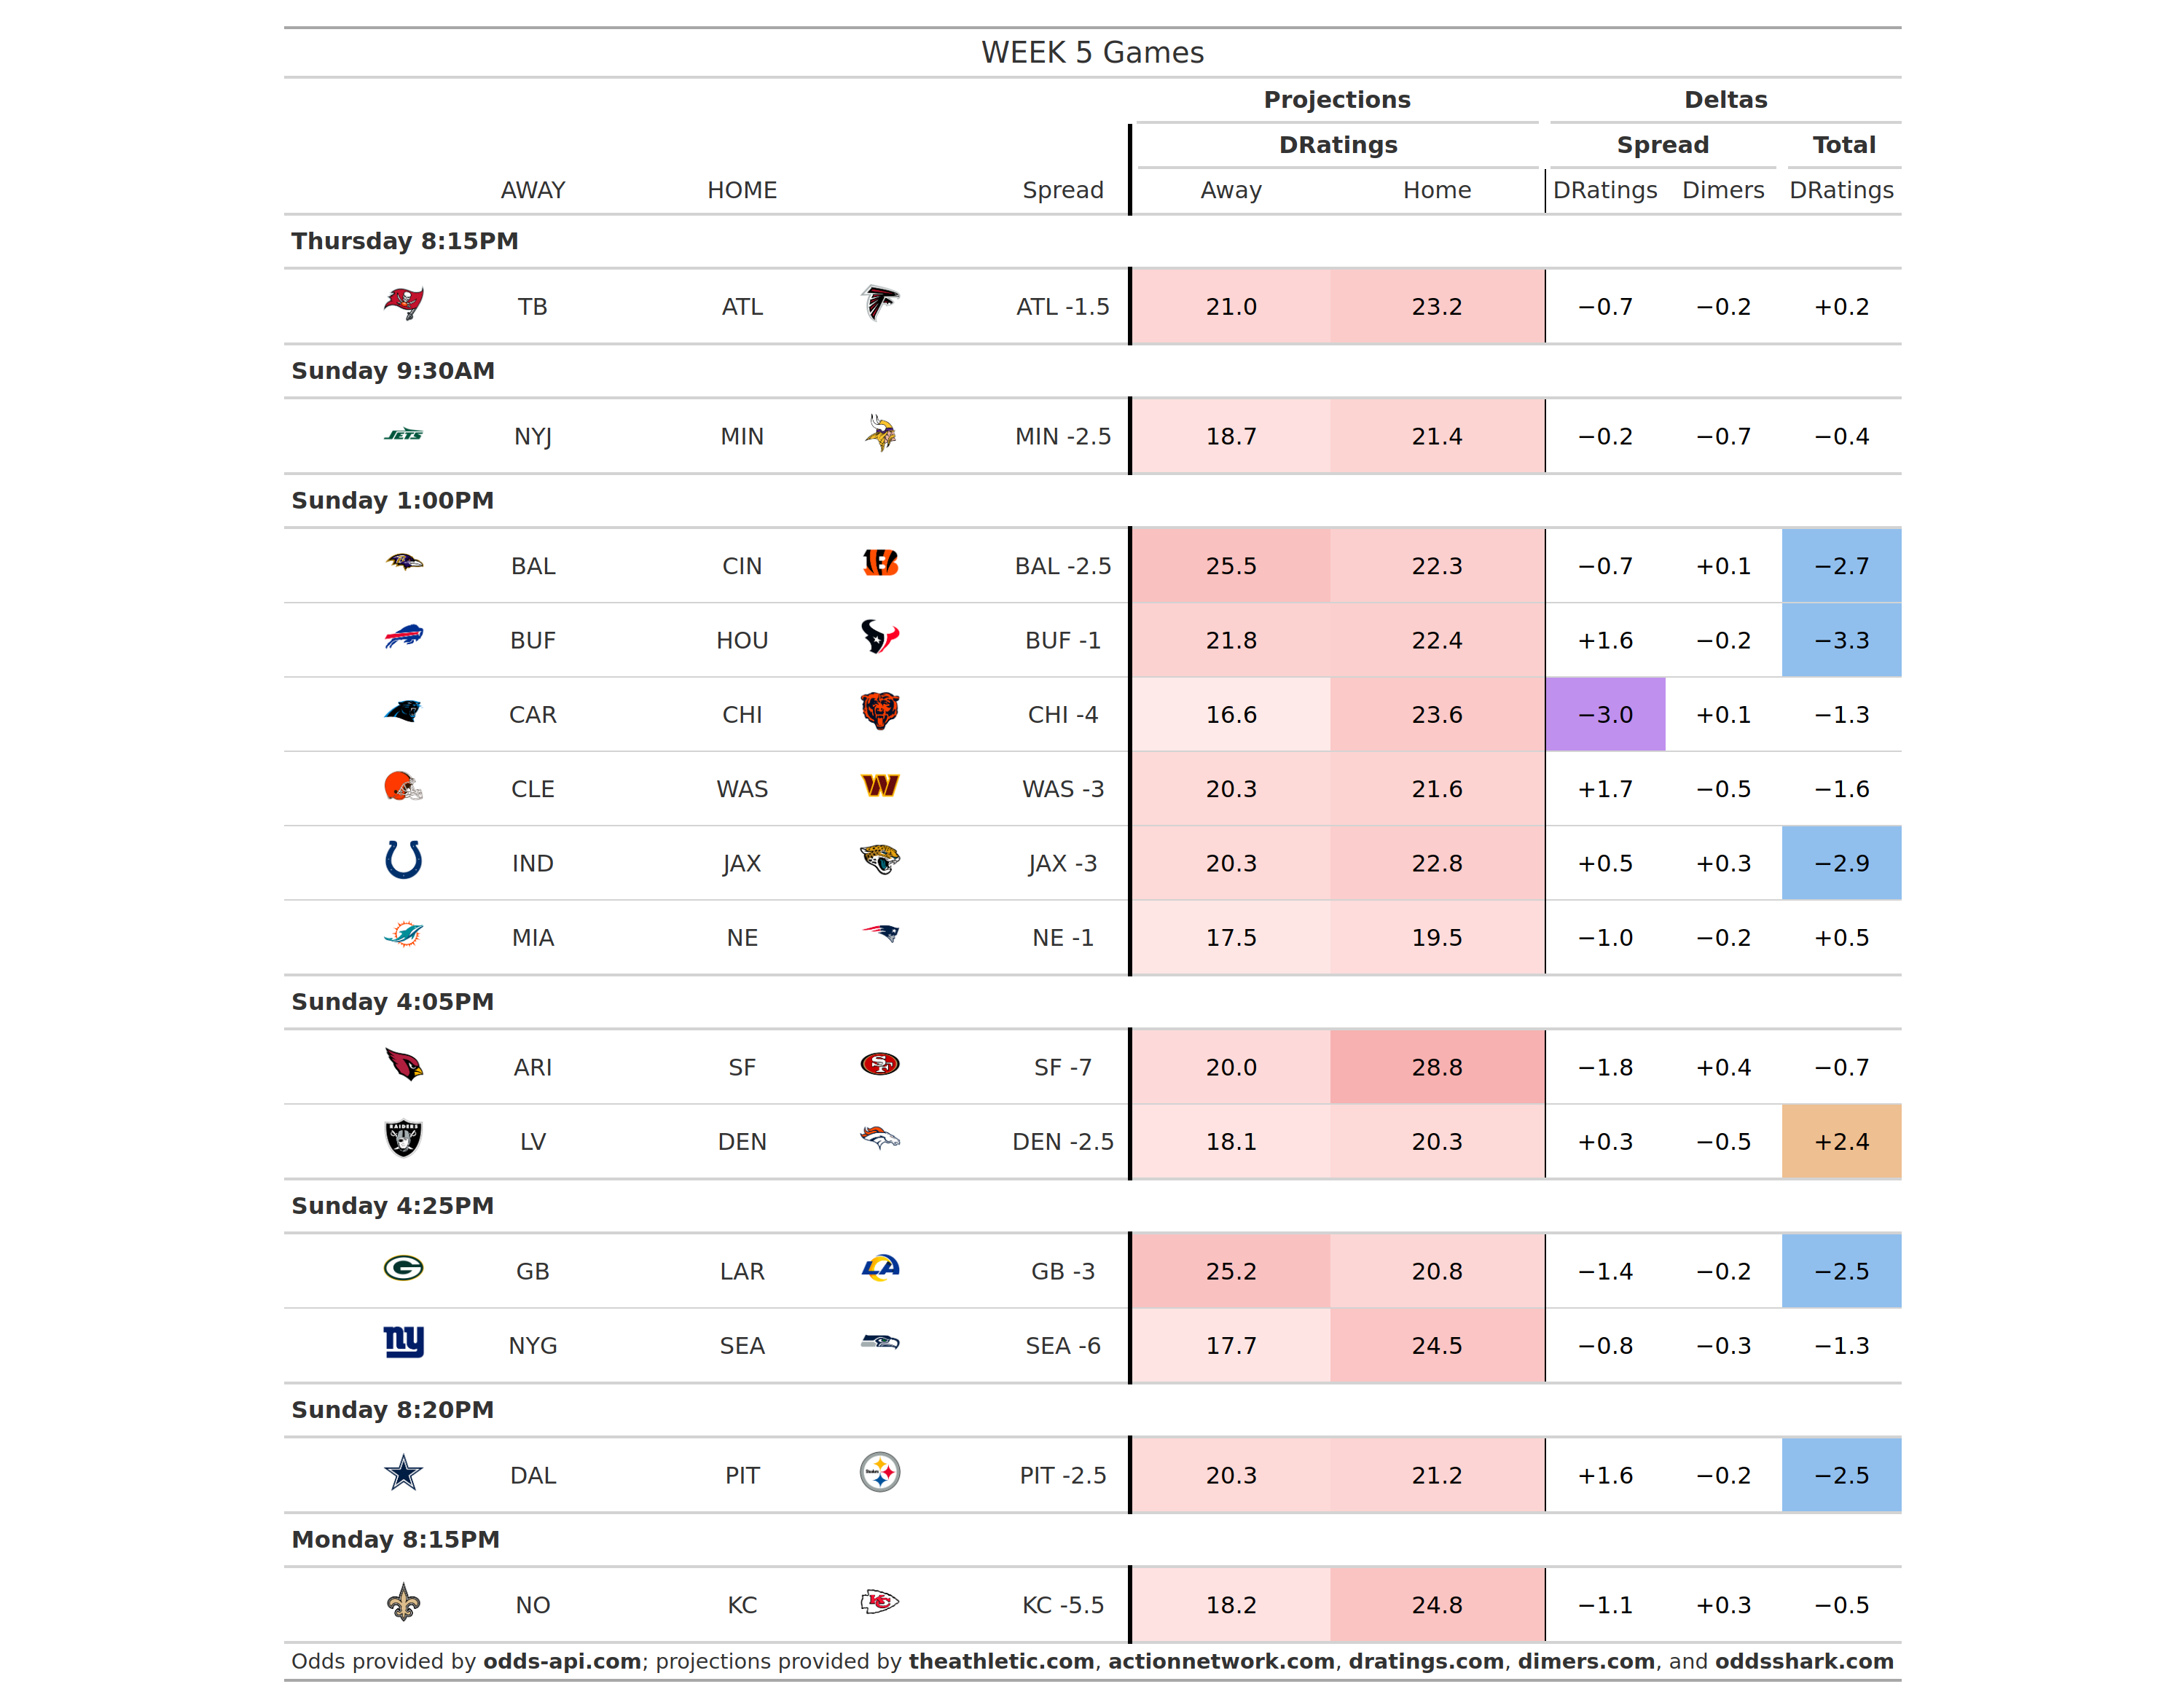 WEEK 5 Games
Projections Deltas
DRatings Spread Total
AWAY HOME Spread Away Home DRatings Dimers DRatings
Thursday 8:15PM
TB ATL ATL -1.5 21.0 23.2 −0.7 −0.2 +0.2
Sunday 9:30AM
JETS NYJ MIN MIN -2.5 18.7 21.4 −0.2 −0.7 −0.4
Sunday 1:00PM
BAL CIN BAL -2.5 25.5 22.3 −0.7 +0.1 −2.7
BUF HOU BUF -1 21.8 22.4 +1.6 −0.2 −3.3
CAR CHI CHI -4 16.6 23.6 −3.0 +0.1 −1.3
CLE WAS W WAS -3 20.3 21.6 +1.7 −0.5 −1.6
IND JAX JAX -3 20.3 22.8 +0.5 +0.3 −2.9
MIA NE NE -1 17.5 19.5 −1.0 −0.2 +0.5
Sunday 4:05PM
ARI SF SF SF -7 20.0 28.8 −1.8 +0.4 −0.7
RAIDERS LV DEN DEN -2.5 18.1 20.3 +0.3 −0.5 +2.4
Sunday 4:25PM
G GB LAR LA GB -3 25.2 20.8 −1.4 −0.2 −2.5
ny NYG SEA SEA -6 17.7 24.5 −0.8 −0.3 −1.3
Sunday 8:20PM
DAL PIT Steelers PIT -2.5 20.3 21.2 +1.6 −0.2 −2.5
Monday 8:15PM
NO KC KC KC -5.5 18.2 24.8 −1.1 +0.3 −0.5
Odds provided by odds-api.com; projections provided by theathletic.com, actionnetwork.com, dratings.com, dimers.com, and oddsshark.com